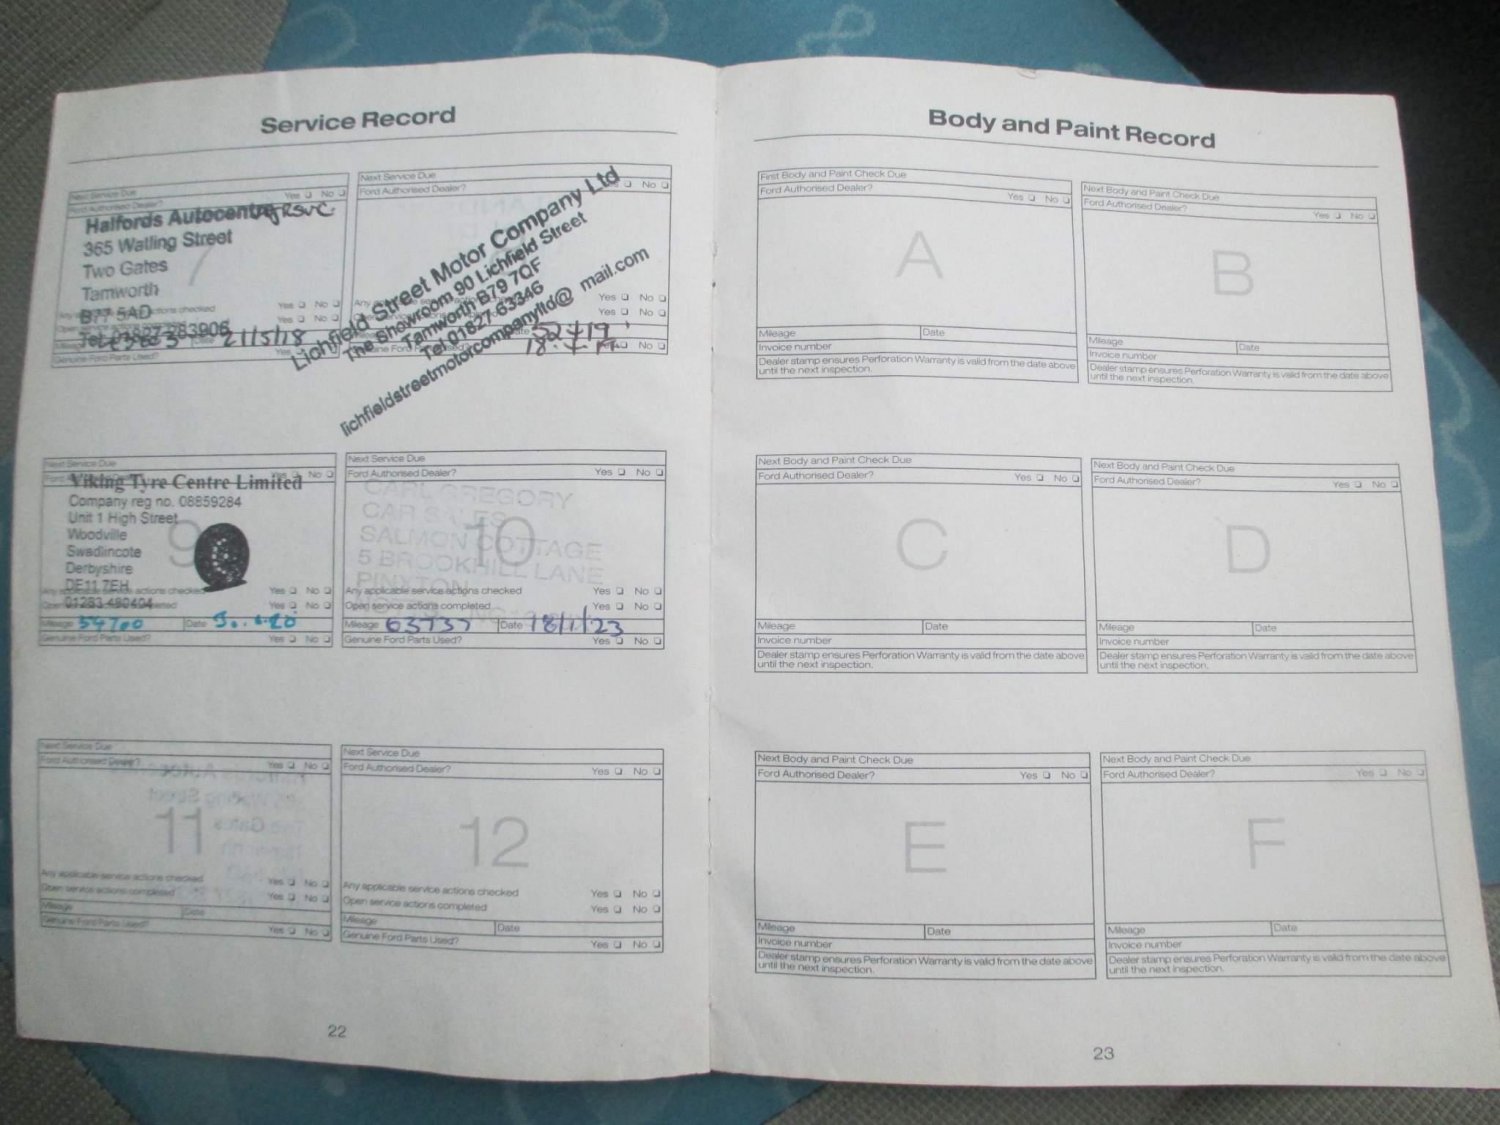 Service Record
Next Service Due
Ford Authorised Dealer? Yes No
Halfords Autocentre
365 Watling Street
Two Gates
Tamworth
B77 5AD
7
Yes No
Yes No
Date 21/5/18
Genuine Ford Parts Used? Yes
Next Service Due
Ford Authorised Dealer? No
Lichfield Street Motor Company Ltd
The Showroom 90 Lichfield Street
Tamworth B79 7QF
Tel 01827 63346
lichfieldstreetmotorcompanyltd@ mail.com
Yes No
Yes No
No
Next Service Due
Yes No
Viking Tyre Centre Limited
Company reg no. 08859284
Unit 1 High Street
Woodville
Swadlincote
Derbyshire
DE11 7EH
01283 480404
9
actions checked Yes No
Yes No
Mileage 54700 Date
Genuine Ford Parts Used? Yes No
Next Service Due
Ford Authorised Dealer? Yes No
CARL GREGORY
CAR SALES
SALMON COTTAGE
5 BROOKHILL LANE
PINXTON
10
Any applicable service actions checked Yes No
Open service actions completed Yes No
Mileage 63737 Date 18/1/23
Genuine Ford Parts Used? Yes No
Next Service Due
Ford Authorised Dealer? Yes No
11
Any applicable service actions checked Yes No
Open service actions completed Yes No
Mileage Date
Genuine Ford Parts Used? Yes No
Next Service Due
Ford Authorised Dealer? Yes No
12
Any applicable service actions checked Yes No
Open service actions completed Yes No
Mileage Date
Genuine Ford Parts Used? Yes No
22
Body and Paint Record
First Body and Paint Check Due
Ford Authorised Dealer? Yes No
A
Mileage Date
Invoice number
Dealer stamp ensures Perforation Warranty is valid from the date above
until the next inspection.
Next Body and Paint Check Due
Ford Authorised Dealer? Yes No
B
Mileage Date
Invoice number
Dealer stamp ensures Perforation Warranty is valid from the date above
until the next inspection.
Next Body and Paint Check Due
Ford Authorised Dealer? Yes No
C
Mileage Date
Invoice number
Dealer stamp ensures Perforation Warranty is valid from the date above
until the next inspection.
Next Body and Paint Check Due
Ford Authorised Dealer? Yes No
D
Mileage Date
Invoice number
Dealer stamp ensures Perforation Warranty is valid from the date above
until the next inspection.
Next Body and Paint Check Due
Ford Authorised Dealer? Yes No
E
Mileage Date
Invoice number
Dealer stamp ensures Perforation Warranty is valid from the date above
until the next inspection.
Next Body and Paint Check Due
Ford Authorised Dealer? Yes No
F
Mileage Date
Invoice number
Dealer stamp ensures Perforation Warranty is valid from the date above
until the next inspection.
23